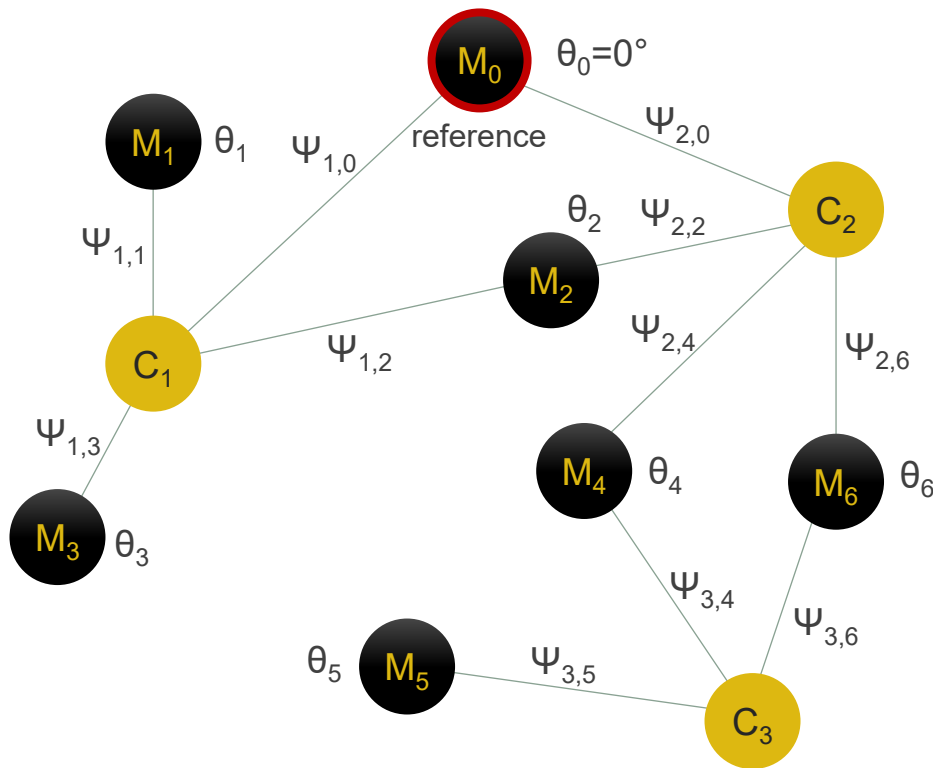 M₀
θ₀=0°
reference
M₁
θ₁
Ψ₁,₀
Ψ₂,₀
C₂
θ₂
Ψ₂,₂
M₂
Ψ₁,₁
C₁
Ψ₁,₂
Ψ₂,₄
Ψ₂,₆
Ψ₁,₃
M₃
θ₃
M₄
θ₄
M₆
θ₆
Ψ₃,₄
Ψ₃,₆
θ₅
M₅
Ψ₃,₅
C₃